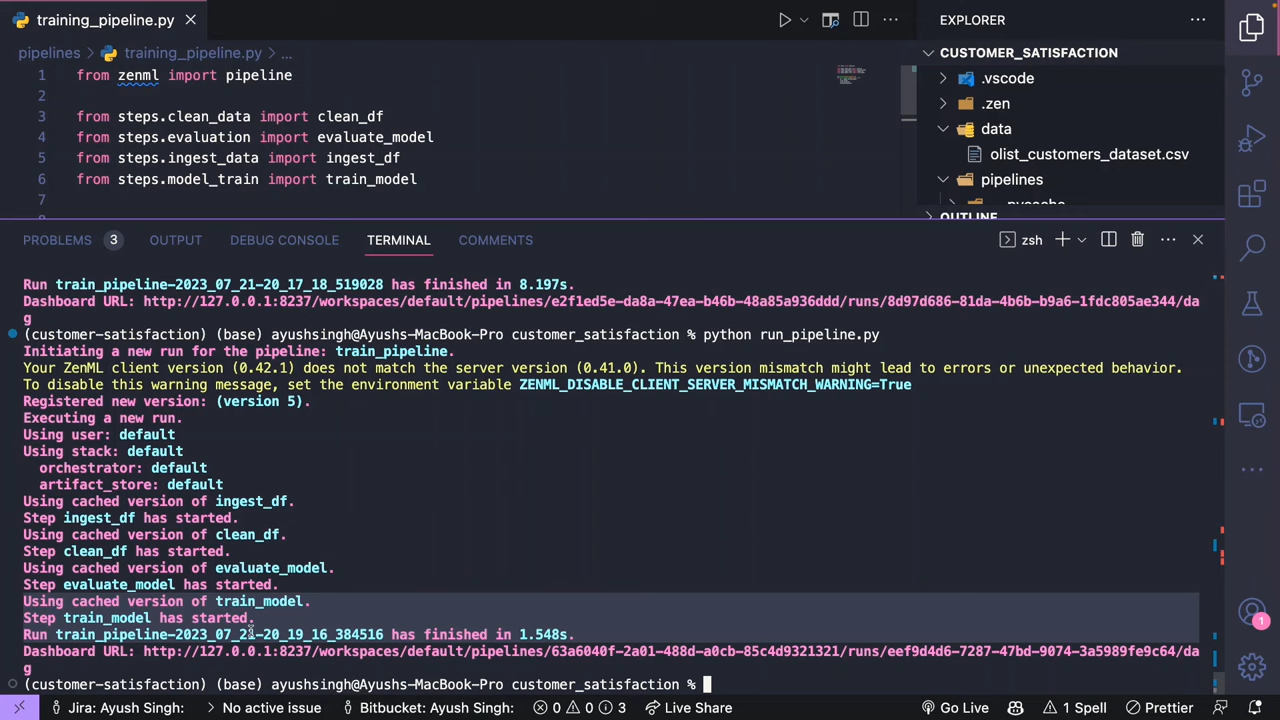 training_pipeline.py
EXPLORER
pipelines > training_pipeline.py > ...
CUSTOMER_SATISFACTION
1 from zenml import pipeline
.vscode
2
.zen
3 from steps.clean_data import clean_df
data
4 from steps.evaluation import evaluate_model
olist_customers_dataset.csv
5 from steps.ingest_data import ingest_df
pipelines
6 from steps.model_train import train_model
7
OUTLINE
PROBLEMS 3 OUTPUT DEBUG CONSOLE TERMINAL COMMENTS zsh
Run train_pipeline-2023_07_21-20_17_18_519028 has finished in 8.197s.
Dashboard URL: http://127.0.0.1:8237/workspaces/default/pipelines/e2f1ed5e-da8a-47ea-b46b-48a85a936ddd/runs/8d97d686-81da-4b6b-b9a6-1fdc805ae344/da
g
(customer-satisfaction) (base) ayushsingh@Ayushs-MacBook-Pro customer_satisfaction % python run_pipeline.py
Initiating a new run for the pipeline: train_pipeline.
Your ZenML client version (0.42.1) does not match the server version (0.41.0). This version mismatch might lead to errors or unexpected behavior.
To disable this warning message, set the environment variable ZENML_DISABLE_CLIENT_SERVER_MISMATCH_WARNING=True
Registered new version: (version 5).
Executing a new run.
Using user: default
Using stack: default
orchestrator: default
artifact_store: default
Using cached version of ingest_df.
Step ingest_df has started.
Using cached version of clean_df.
Step clean_df has started.
Using cached version of evaluate_model.
Step evaluate_model has started.
Using cached version of train_model.
Step train_model has started.
Run train_pipeline-2023_07_21-20_19_16_384516 has finished in 1.548s.
Dashboard URL: http://127.0.0.1:8237/workspaces/default/pipelines/63a6040f-2a01-488d-a0cb-85c4d9321321/runs/eef9d4d6-7287-47bd-9074-3a5989fe9c64/da
g
(customer-satisfaction) (base) ayushsingh@Ayushs-MacBook-Pro customer_satisfaction %
1
Jira: Ayush Singh: No active issue Bitbucket: Ayush Singh: 0 0 3 Live Share Go Live 1 Spell Prettier